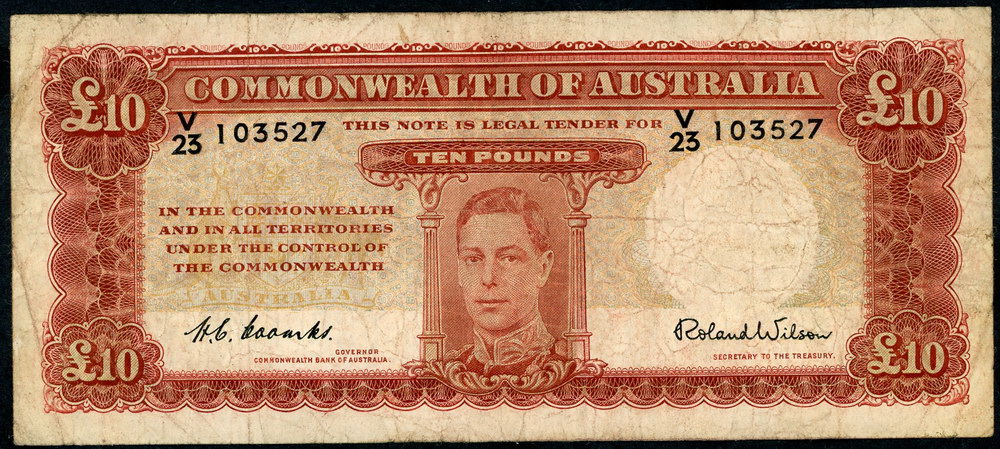 COMMONWEALTH OF AUSTRALIA
£10 £10
V/23 103527 THIS NOTE IS LEGAL TENDER FOR V/23 103527
TEN POUNDS
IN THE COMMONWEALTH
AND IN ALL TERRITORIES
UNDER THE CONTROL OF
THE COMMONWEALTH
AUSTRALIA
H.C. Coombs. Roland Wilson
GOVERNOR
COMMONWEALTH BANK OF AUSTRALIA.
SECRETARY TO THE TREASURY.
£10 £10